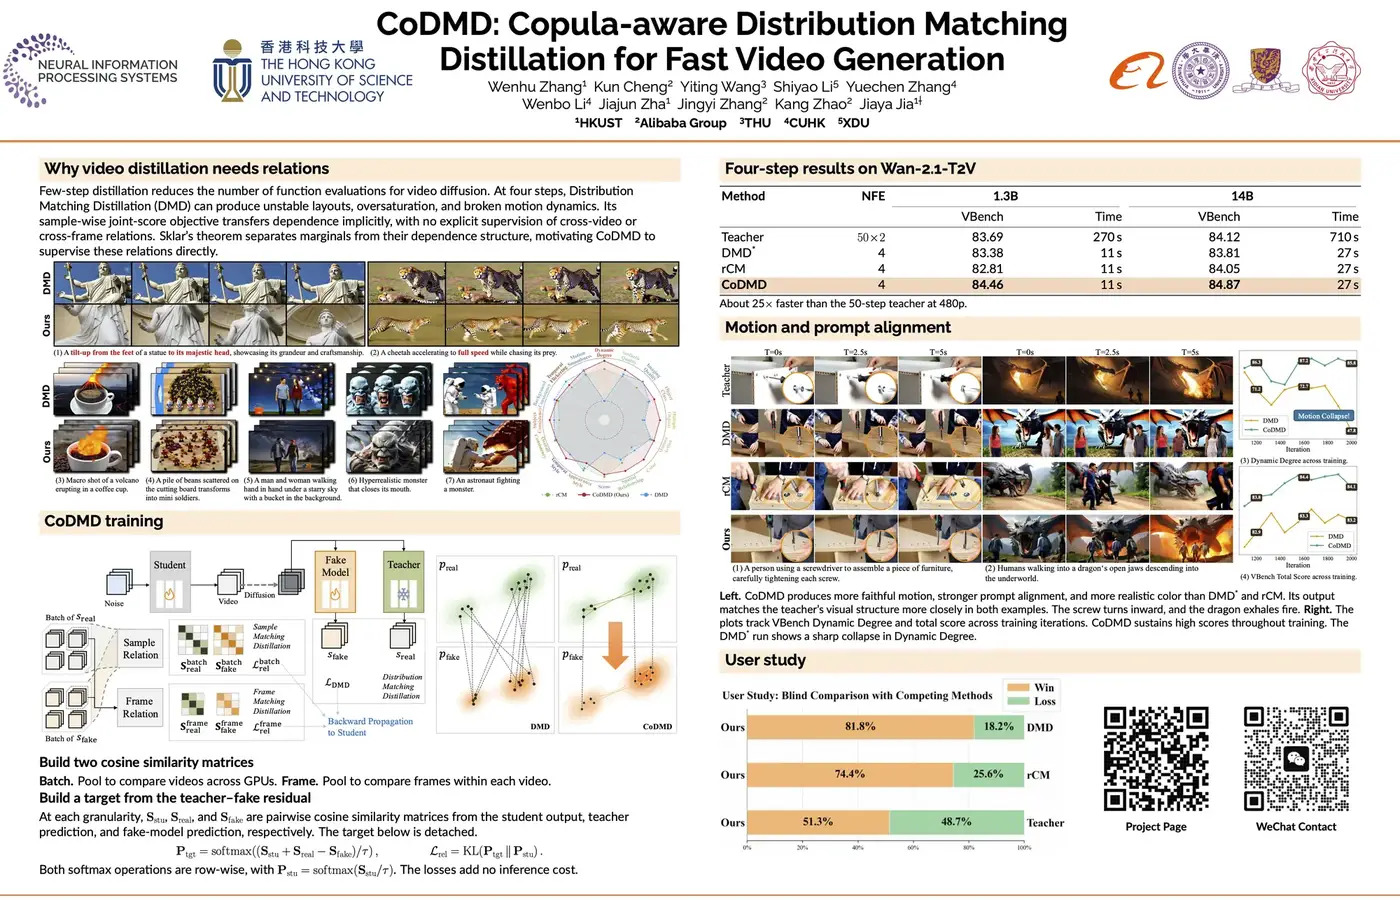 CoDMD: Copula-aware Distribution Matching
Distillation for Fast Video Generation
NEURAL INFORMATION
PROCESSING SYSTEMS
香港科技大學
THE HONG KONG
UNIVERSITY OF SCIENCE
AND TECHNOLOGY
Wenhu Zhang¹ Kun Cheng² Yiting Wang³ Shiyao Li⁵ Yuechen Zhang⁴
Wenbo Li⁴ Jiajun Zha¹ Jingyi Zhang² Kang Zhao² Jiaya Jia¹†
¹HKUST ²Alibaba Group ³THU ⁴CUHK ⁵XDU
Why video distillation needs relations
Few-step distillation reduces the number of function evaluations for video diffusion. At four steps, Distribution
Matching Distillation (DMD) can produce unstable layouts, oversaturation, and broken motion dynamics. Its
sample-wise joint-score objective transfers dependence implicitly, with no explicit supervision of cross-video or
cross-frame relations. Sklar's theorem separates marginals from their dependence structure, motivating CoDMD to
supervise these relations directly.
DMD
Ours
(1) A tilt-up from the feet of a statue to its majestic head, showcasing its grandeur and craftsmanship.
(2) A cheetah accelerating to full speed while chasing its prey.
DMD
Ours
(3) Macro shot of a volcano
erupting in a coffee cup.
(4) A pile of beans scattered on
the cutting board transforms
into mini soldiers.
(5) A man and woman walking
hand in hand under a starry sky
with a bucket in the background.
(6) Hyperrealistic monster
that closes its mouth.
(7) An astronaut fighting
a monster.
rCM CoDMD (Ours) DMD
CoDMD training
Student
Fake
Model
Teacher
Noise
Video
Diffusion
Batch of s_real
Sample
Relation
S_real^batch S_fake^batch
Sample
Matching
Distillation
L_rel^batch
s_fake
s_real
L_DMD
Distribution
Matching
Distillation
Frame
Relation
S_real^frame S_fake^frame
Frame
Matching
Distillation
L_rel^frame
Batch of s_fake
Backward Propagation
to Student
p_real
p_fake
DMD
p_real
p_fake
CoDMD
Build two cosine similarity matrices
Batch. Pool to compare videos across GPUs. Frame. Pool to compare frames within each video.
Build a target from the teacher–fake residual
At each granularity, S_stu, S_real, and S_fake are pairwise cosine similarity matrices from the student output, teacher
prediction, and fake-model prediction, respectively. The target below is detached.
P_tgt = softmax((S_stu + S_real − S_fake)/τ), L_rel = KL(P_tgt ∥ P_stu).
Both softmax operations are row-wise, with P_stu = softmax(S_stu/τ). The losses add no inference cost.
Four-step results on Wan-2.1-T2V
Method NFE 1.3B 14B
VBench Time VBench Time
Teacher 50×2 83.69 270 s 84.12 710 s
DMD* 4 83.38 11 s 83.81 27 s
rCM 4 82.81 11 s 84.05 27 s
CoDMD 4 84.46 11 s 84.87 27 s
About 25× faster than the 50-step teacher at 480p.
Motion and prompt alignment
T=0s T=2.5s T=5s T=0s T=2.5s T=5s
Teacher
DMD
rCM
Ours
(1) A person using a screwdriver to assemble a piece of furniture,
carefully tightening each screw.
(2) Humans walking into a dragon's open jaws descending into
the underworld.
DMD
CoDMD
Motion Collapse!
1200 1400 1600 1800 2000
Iteration
(3) Dynamic Degree across training.
DMD
CoDMD
1200 1400 1600 1800 2000
Iteration
(4) VBench Total Score across training.
Left. CoDMD produces more faithful motion, stronger prompt alignment, and more realistic color than DMD* and rCM. Its output
matches the teacher's visual structure more closely in both examples. The screw turns inward, and the dragon exhales fire. Right. The
plots track VBench Dynamic Degree and total score across training iterations. CoDMD sustains high scores throughout training. The
DMD* run shows a sharp collapse in Dynamic Degree.
User study
User Study: Blind Comparison with Competing Methods
Win
Loss
Ours 81.8% 18.2% DMD
Ours 74.4% 25.6% rCM
Ours 51.3% 48.7% Teacher
0% 20% 40% 60% 80% 100%
Project Page
WeChat Contact